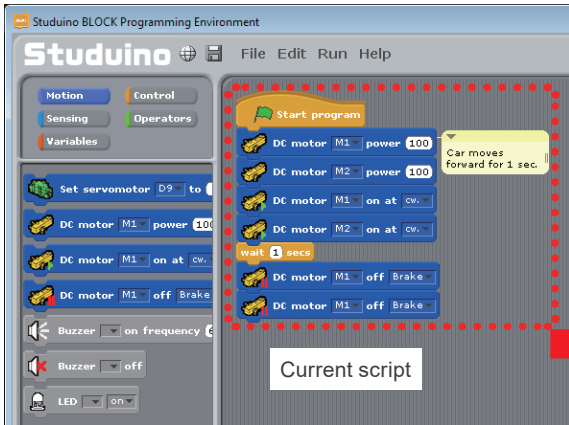 Studuino BLOCK Programming Environment
Studuino File Edit Run Help
Motion Control
Sensing Operators
Variables
Set servomotor D9 to
DC motor M1 power 100
DC motor M1 on at cw.
DC motor M1 off Brake
Buzzer on frequency
Buzzer off
LED on
Start program
DC motor M1 power 100
DC motor M2 power 100
DC motor M1 on at cw.
DC motor M2 on at cw.
wait 1 secs
DC motor M1 off Brake
DC motor M1 off Brake
Car moves
forward for 1 sec.
Current script